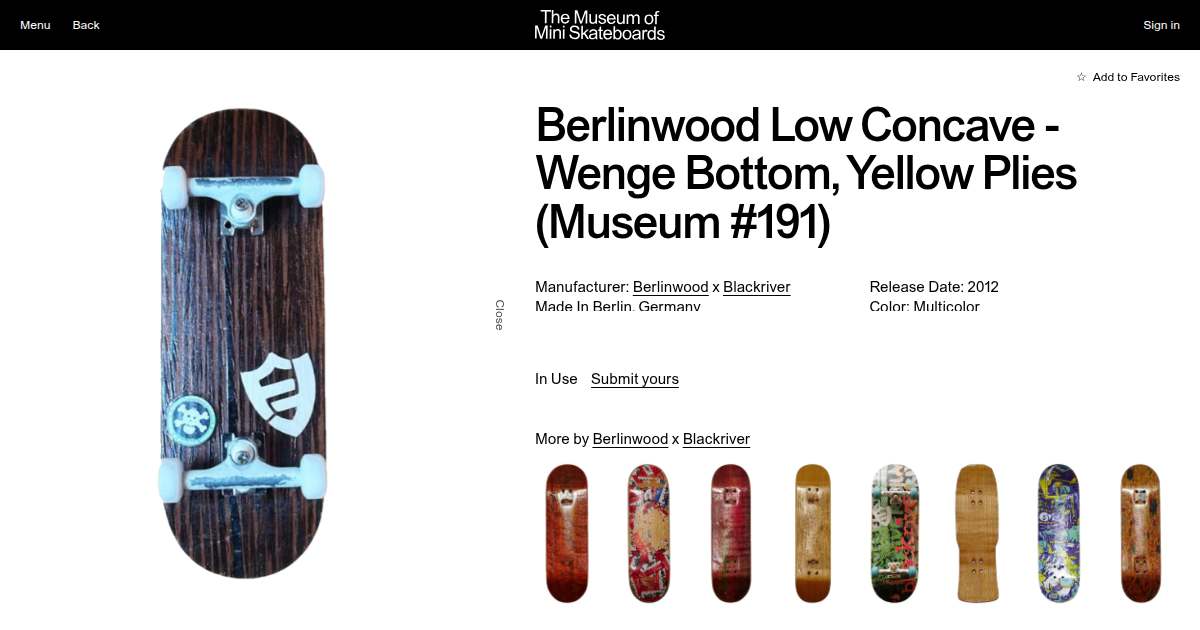 Menu
Back
The Museum of
Mini Skateboards
Sign in
☆ Add to Favorites
Berlinwood Low Concave -
Wenge Bottom, Yellow Plies
(Museum #191)
Manufacturer: Berlinwood x Blackriver
Made In Berlin, Germany
Release Date: 2012
Color: Multicolor
Close
In Use
Submit yours
More by Berlinwood x Blackriver